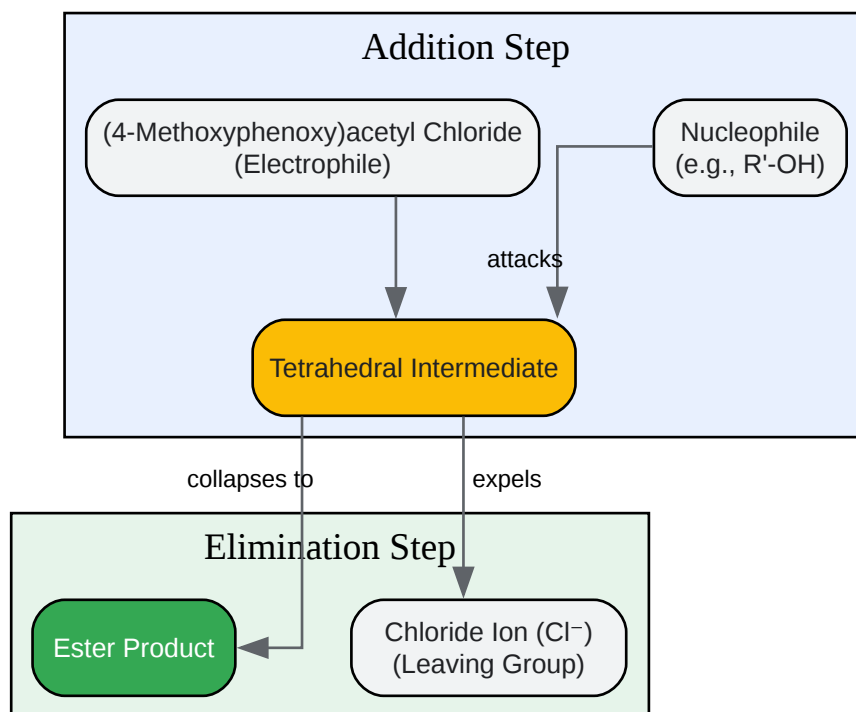 Addition Step
(4-Methoxyphenoxy)acetyl Chloride
(Electrophile)
Nucleophile
(e.g., R'-OH)
attacks
Tetrahedral Intermediate
collapses to
expels
Elimination Step
Ester Product
Chloride Ion (Cl⁻)
(Leaving Group)